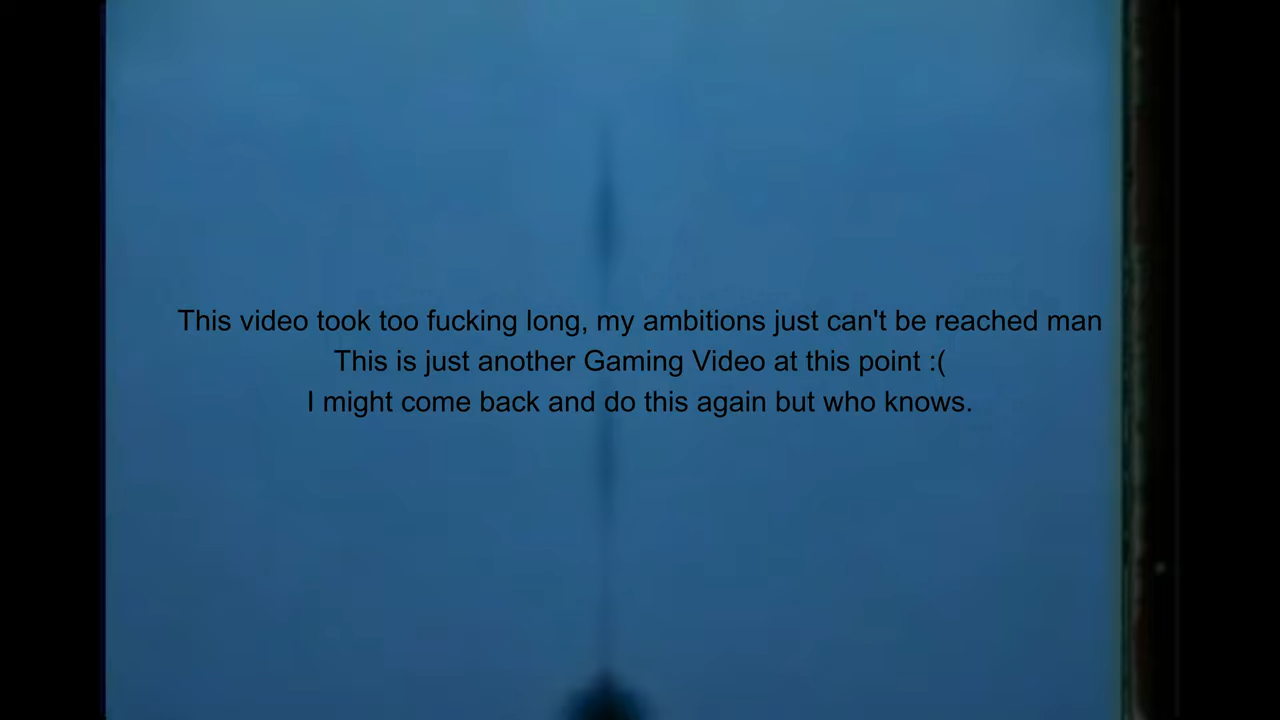 This video took too fucking long, my ambitions just can't be reached man
This is just another Gaming Video at this point :(
I might come back and do this again but who knows.